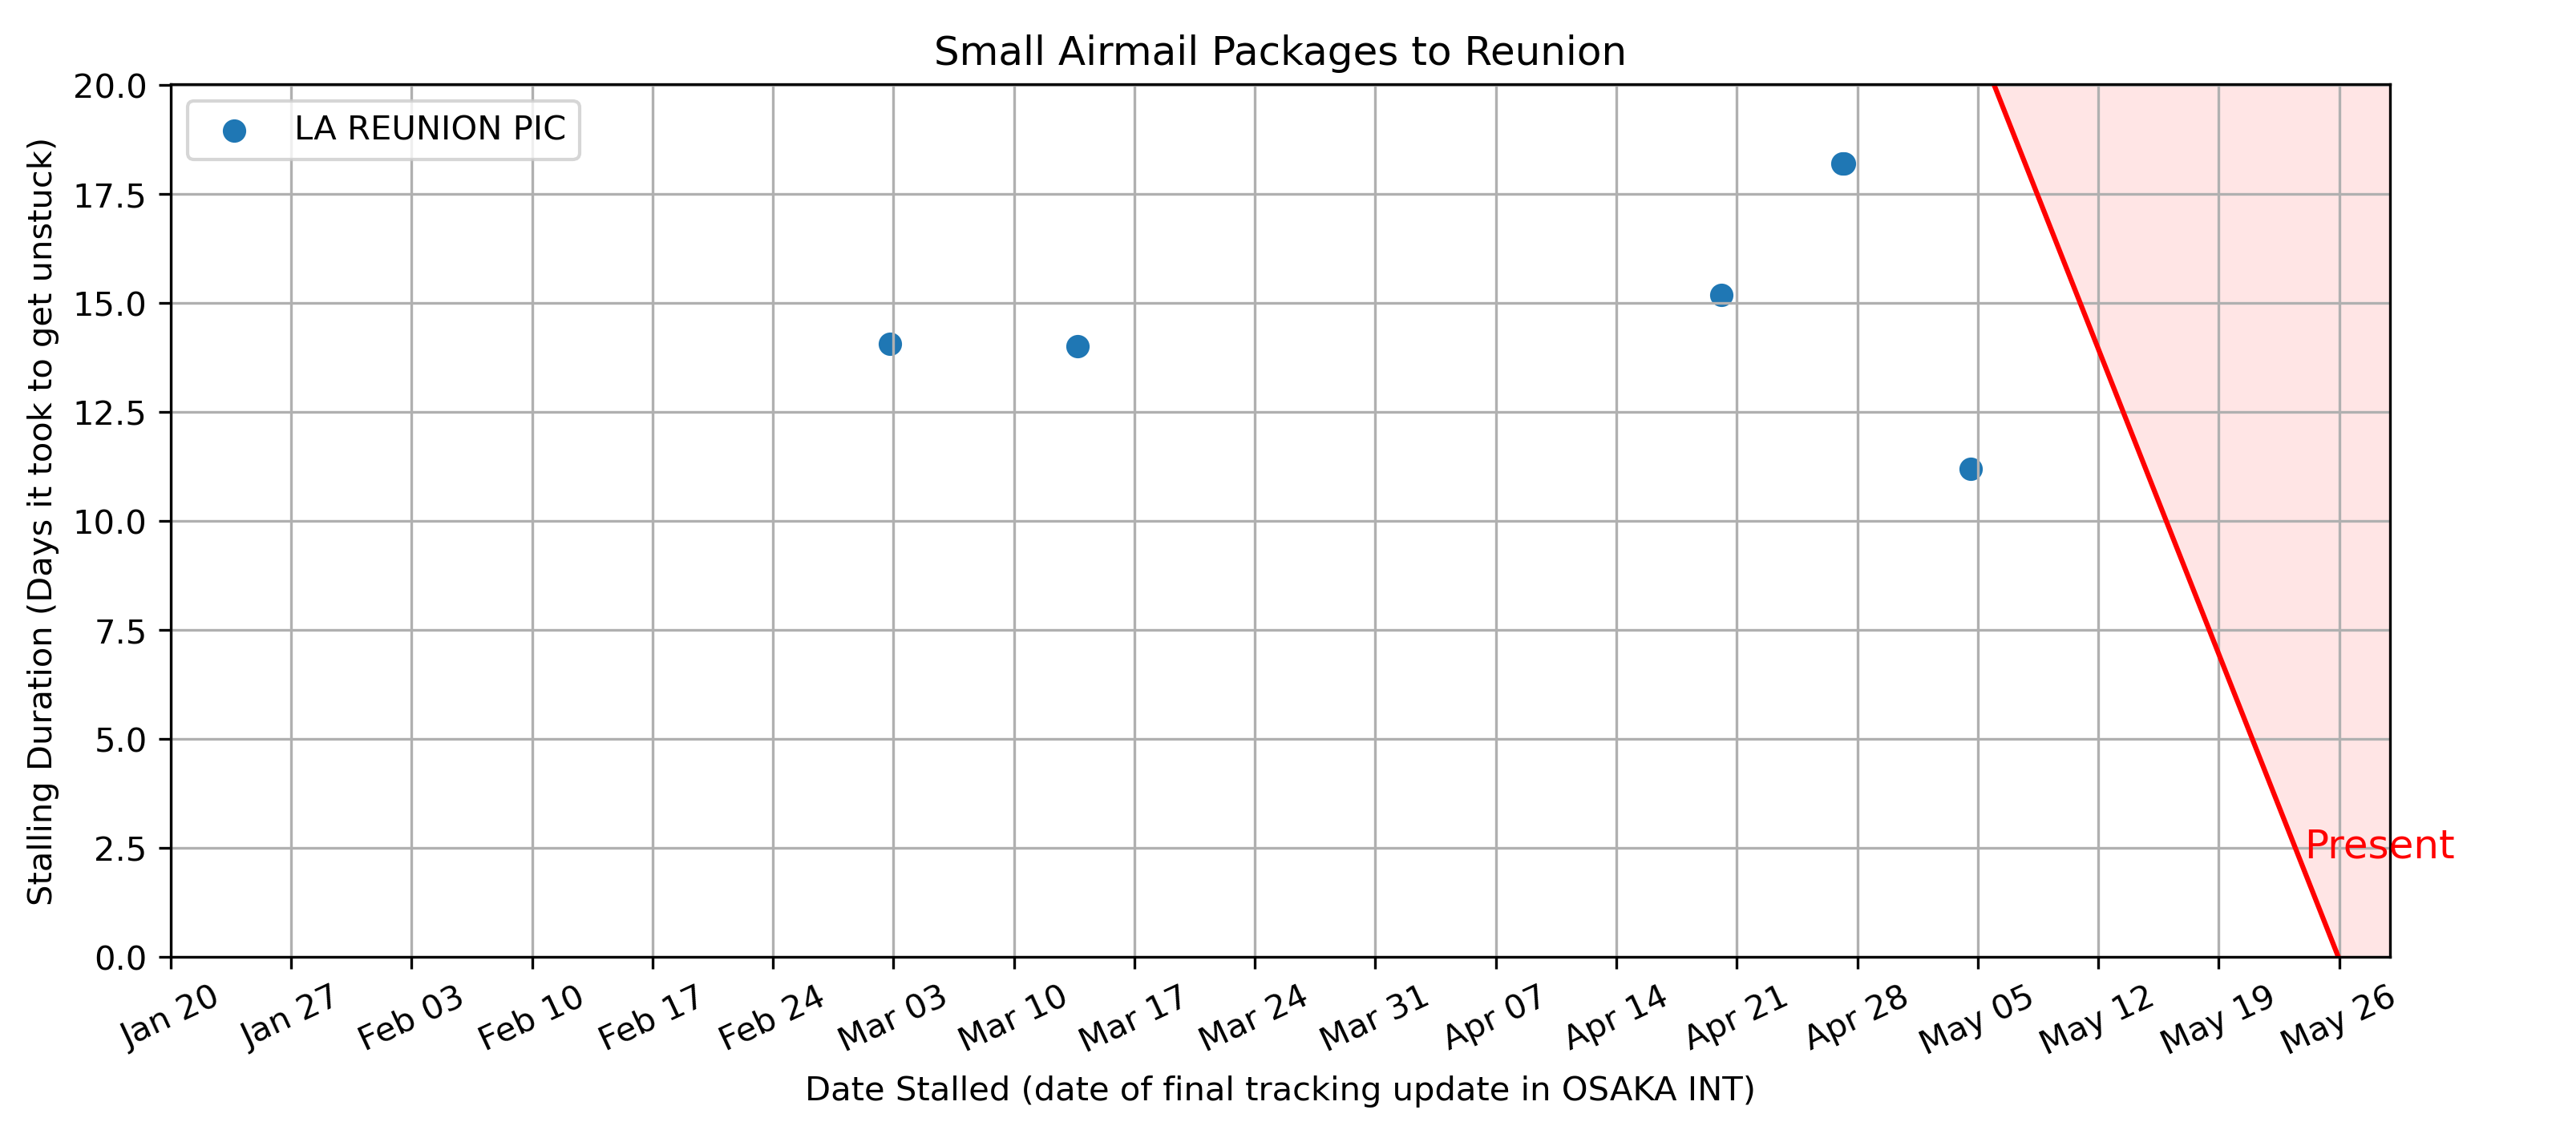 Small Airmail Packages to Reunion
LA REUNION PIC
Stalling Duration (Days it took to get unstuck)
20.0
17.5
15.0
12.5
10.0
7.5
5.0
2.5
0.0
Present
Jan 20
Jan 27
Feb 03
Feb 10
Feb 17
Feb 24
Mar 03
Mar 10
Mar 17
Mar 24
Mar 31
Apr 07
Apr 14
Apr 21
Apr 28
May 05
May 12
May 19
May 26
Date Stalled (date of final tracking update in OSAKA INT)